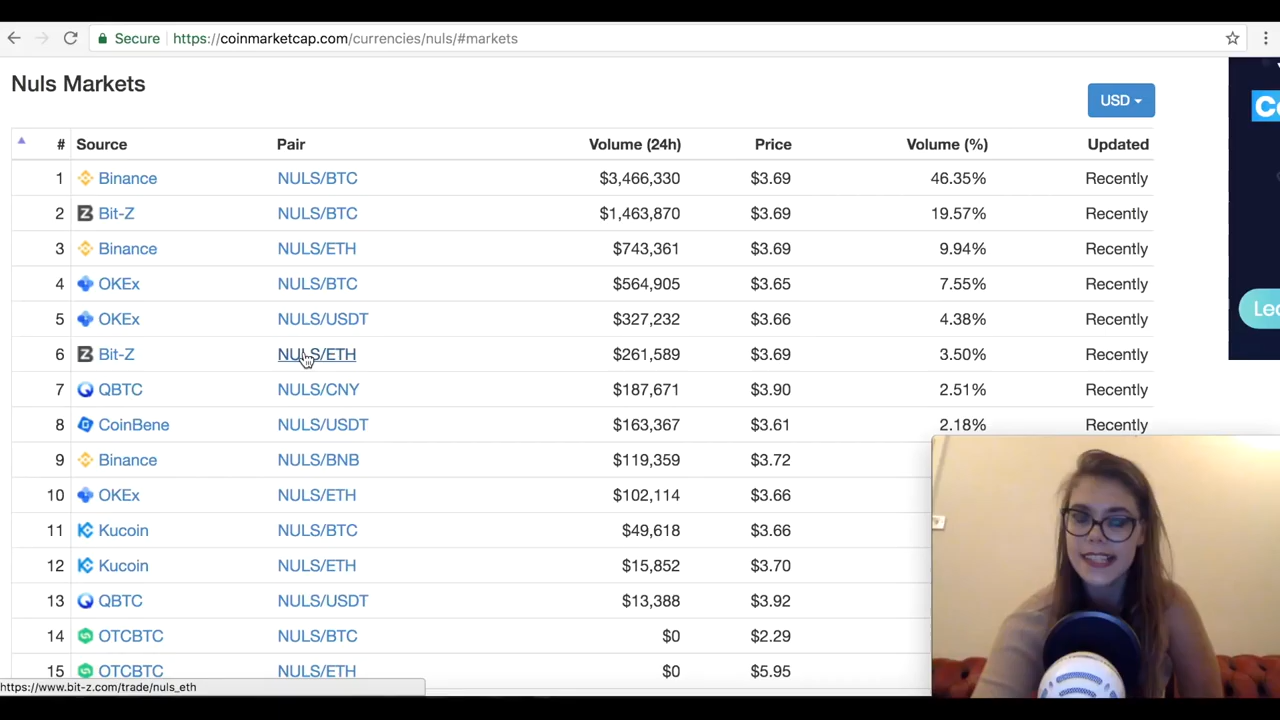 Secure https://coinmarketcap.com/currencies/nuls/#markets
Nuls Markets
USD
# Source Pair Volume (24h) Price Volume (%) Updated
1 Binance NULS/BTC $3,466,330 $3.69 46.35% Recently
2 Bit-Z NULS/BTC $1,463,870 $3.69 19.57% Recently
3 Binance NULS/ETH $743,361 $3.69 9.94% Recently
4 OKEx NULS/BTC $564,905 $3.65 7.55% Recently
5 OKEx NULS/USDT $327,232 $3.66 4.38% Recently
6 Bit-Z NULS/ETH $261,589 $3.69 3.50% Recently
7 QBTC NULS/CNY $187,671 $3.90 2.51% Recently
8 CoinBene NULS/USDT $163,367 $3.61 2.18% Recently
9 Binance NULS/BNB $119,359 $3.72
10 OKEx NULS/ETH $102,114 $3.66
11 Kucoin NULS/BTC $49,618 $3.66
12 Kucoin NULS/ETH $15,852 $3.70
13 QBTC NULS/USDT $13,388 $3.92
14 OTCBTC NULS/BTC $0 $2.29
15 OTCBTC NULS/ETH $0 $5.95
https://www.bit-z.com/trade/nuls_eth